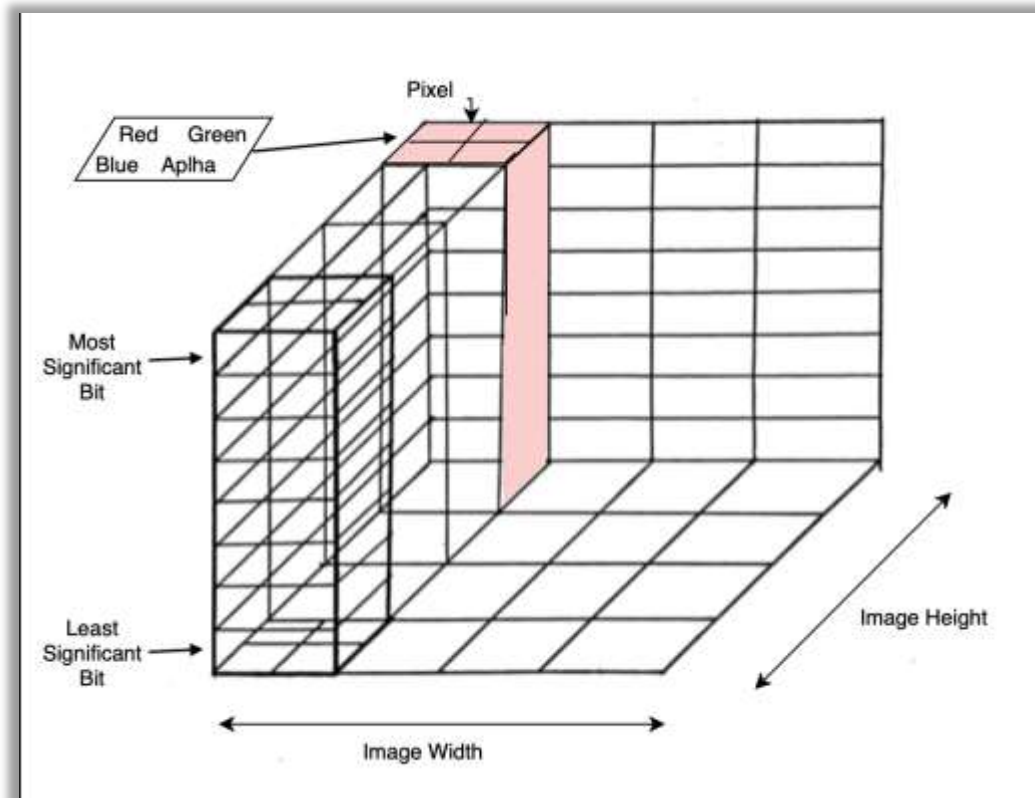 Pixel
Red Green
Blue Aplha
Most
Significant
Bit
Least
Significant
Bit
Image Height
Image Width